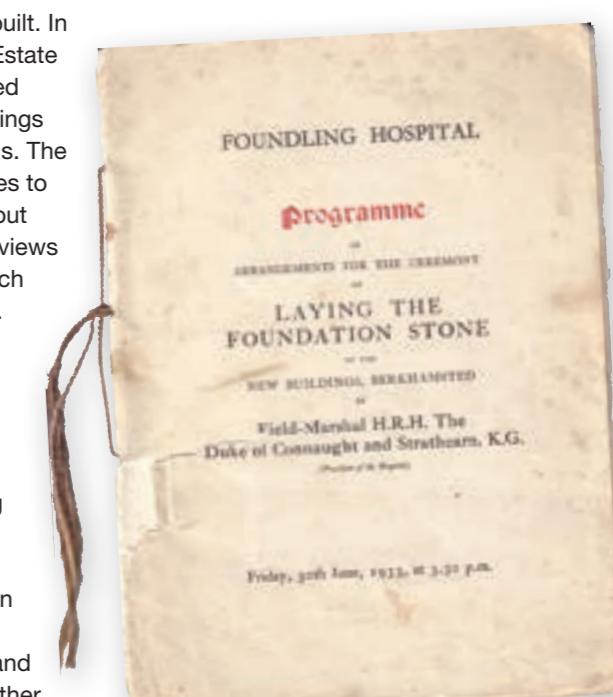 built. In
Estate
ed
ings
s. The
es to
out
views
ch
.
g
n
and
ther
FOUNDLING HOSPITAL
Programme
OF
ARRANGEMENTS FOR THE CEREMONY
OF
LAYING THE
FOUNDATION STONE
OF THE
NEW BUILDINGS, BERKHAMSTED
BY
Field-Marshal H.R.H. The
Duke of Connaught and Strathearn, K.G.
(President of the Hospital)
Friday, 30th June, 1933, at 3.30 p.m.